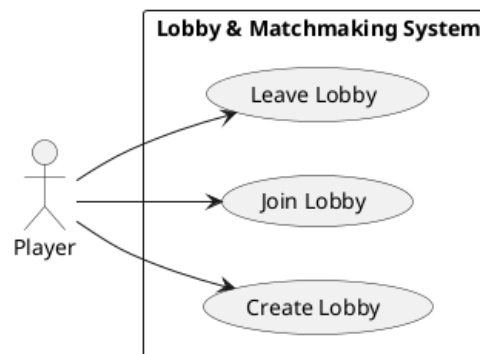 Lobby & Matchmaking System
Leave Lobby
Join Lobby
Player
Create Lobby